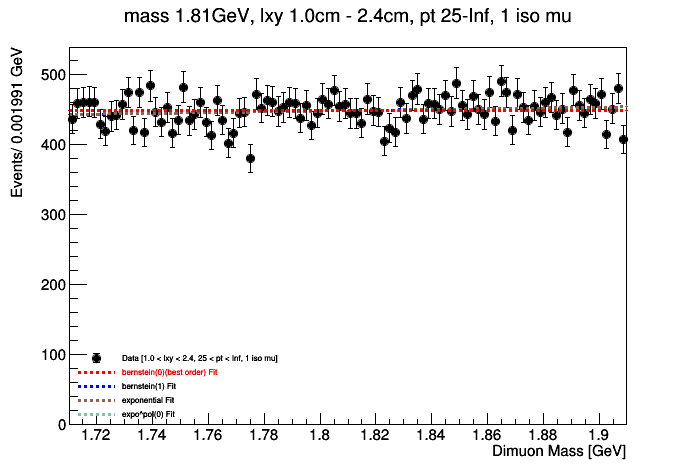 mass 1.81GeV, lxy 1.0cm - 2.4cm, pt 25-Inf, 1 iso mu
Events/ 0.001991 GeV
500
400
300
200
100
0
Data [1.0 < lxy < 2.4, 25 < pt < Inf, 1 iso mu]
bernstein(0)(best order) Fit
bernstein(1) Fit
exponential Fit
expo*pol(0) Fit
1.72 1.74 1.76 1.78 1.8 1.82 1.84 1.86 1.88 1.9
Dimuon Mass [GeV]